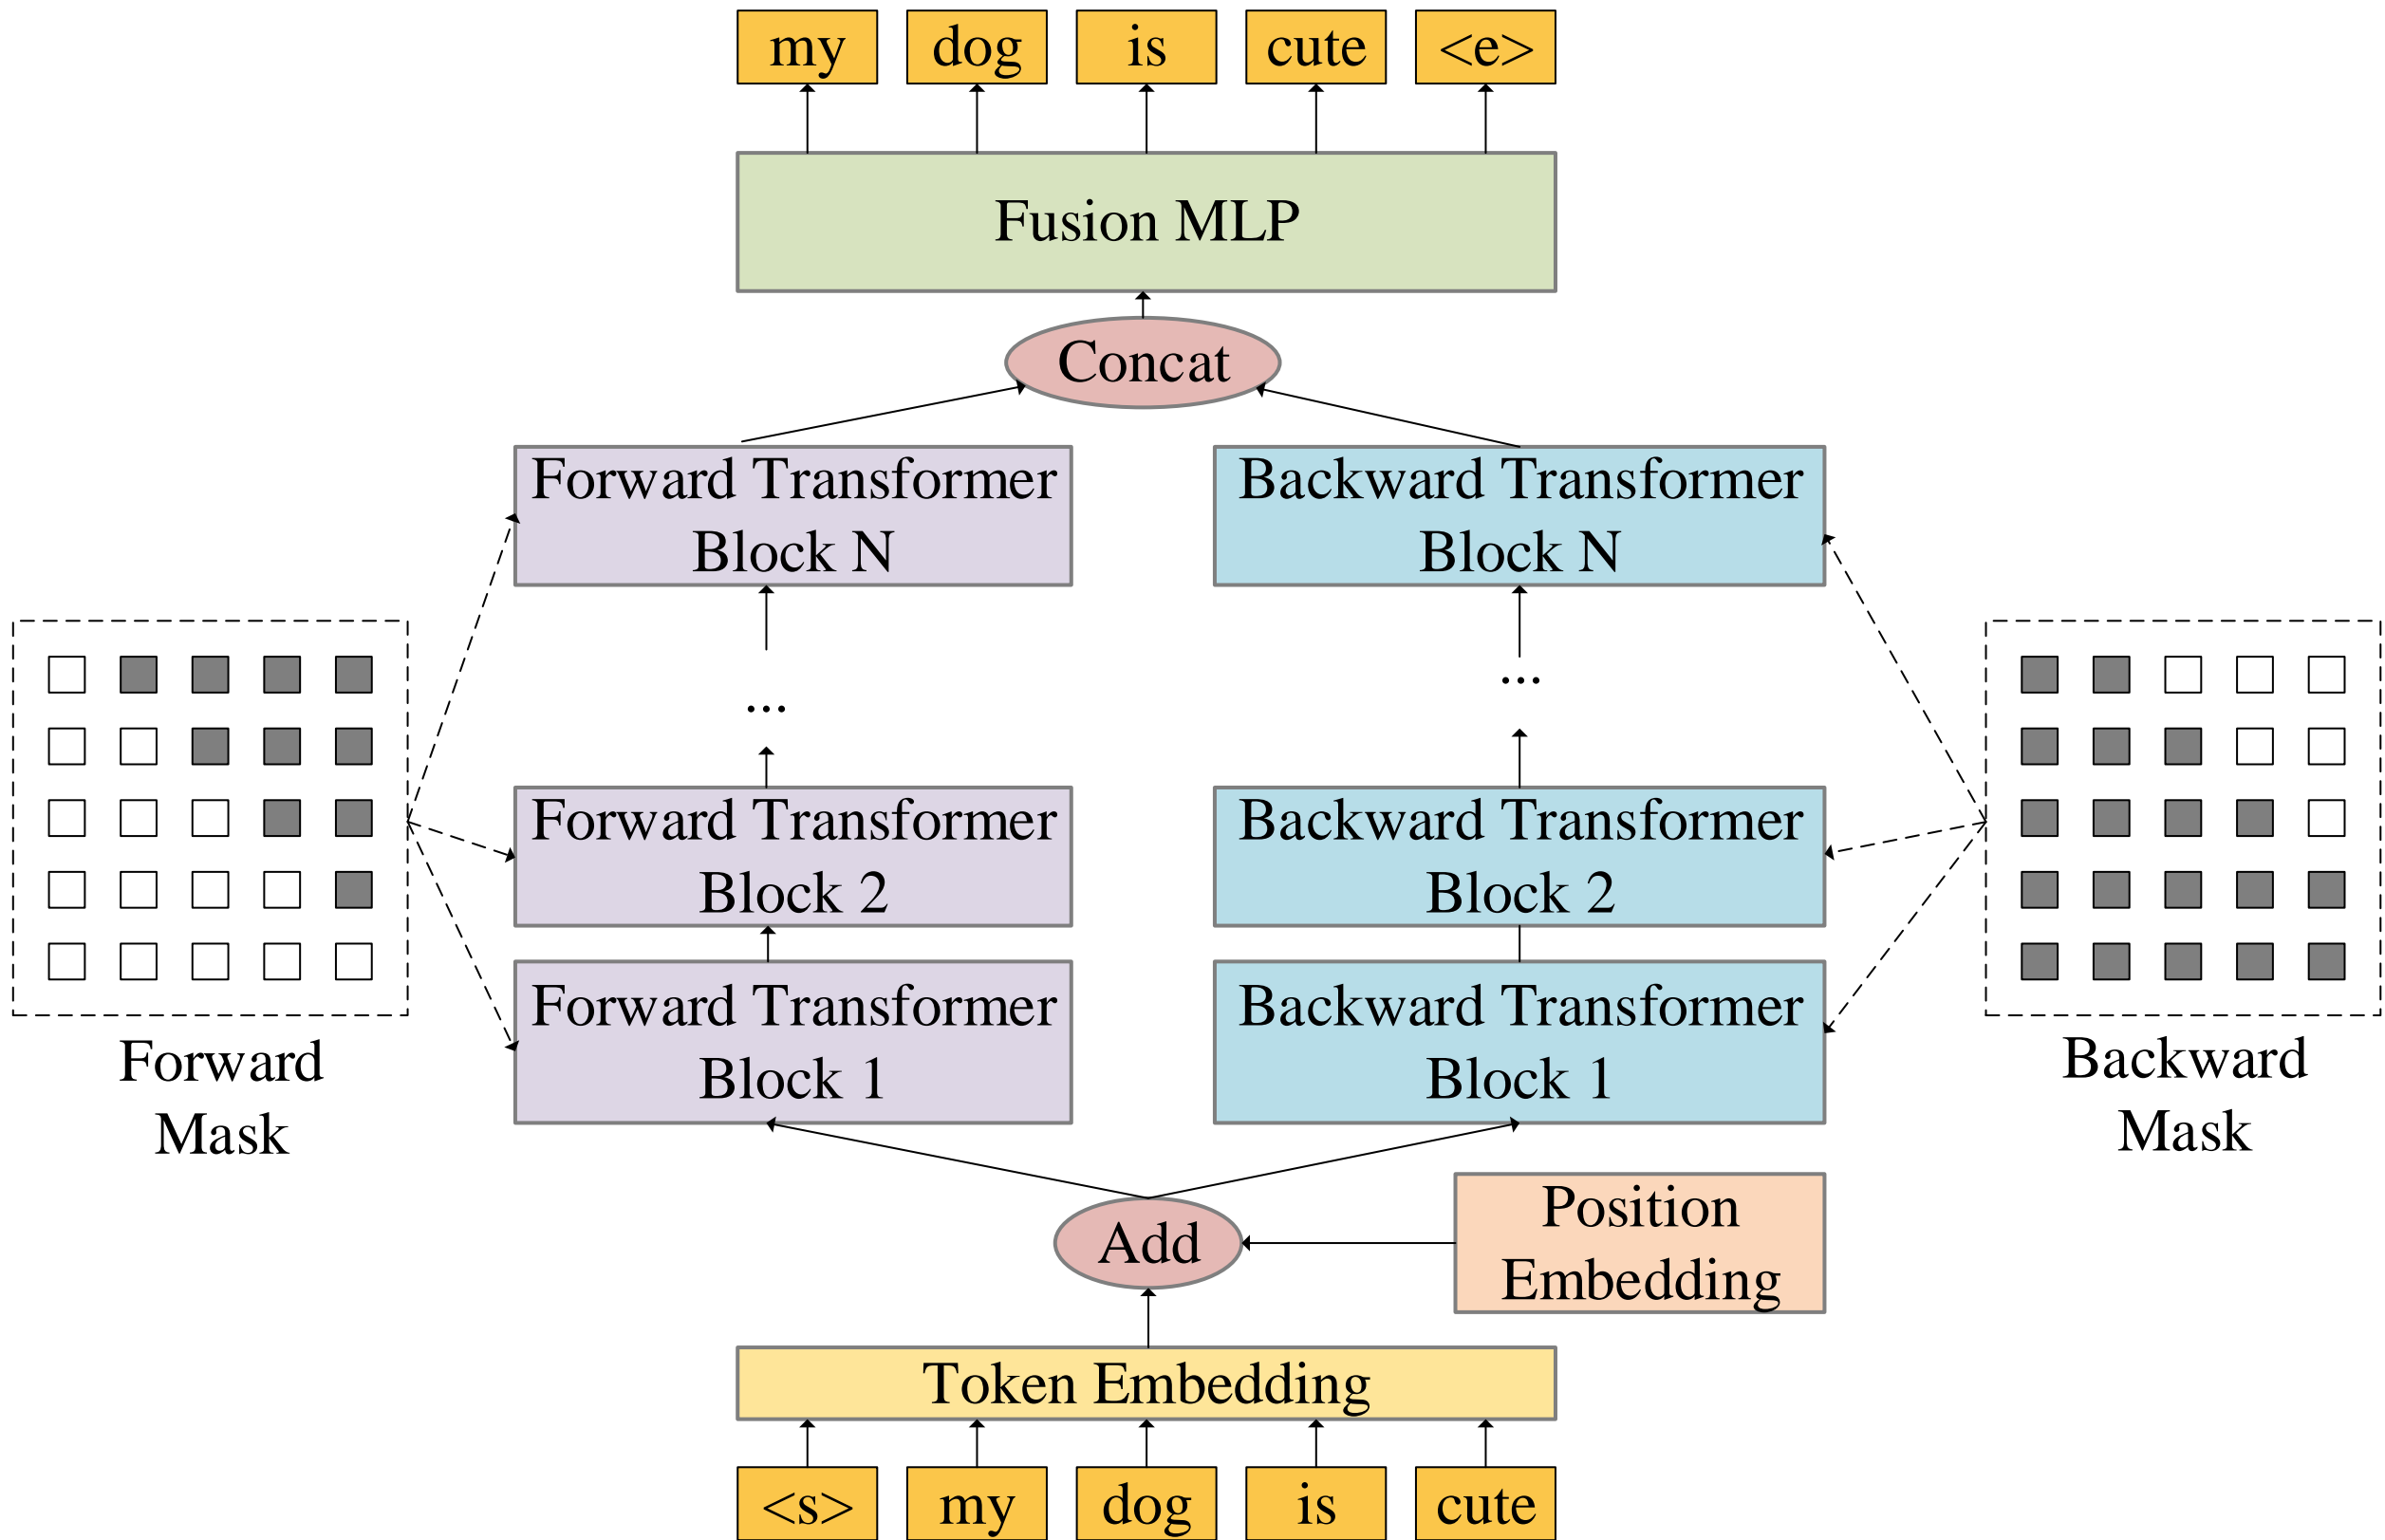 my dog is cute <e>
Fusion MLP
Concat
Forward Transformer
Block N
Backward Transformer
Block N
...
...
Forward Transformer
Block 2
Backward Transformer
Block 2
Forward Transformer
Block 1
Backward Transformer
Block 1
Forward
Mask
Backward
Mask
Add
Position
Embedding
Token Embedding
<s> my dog is cute